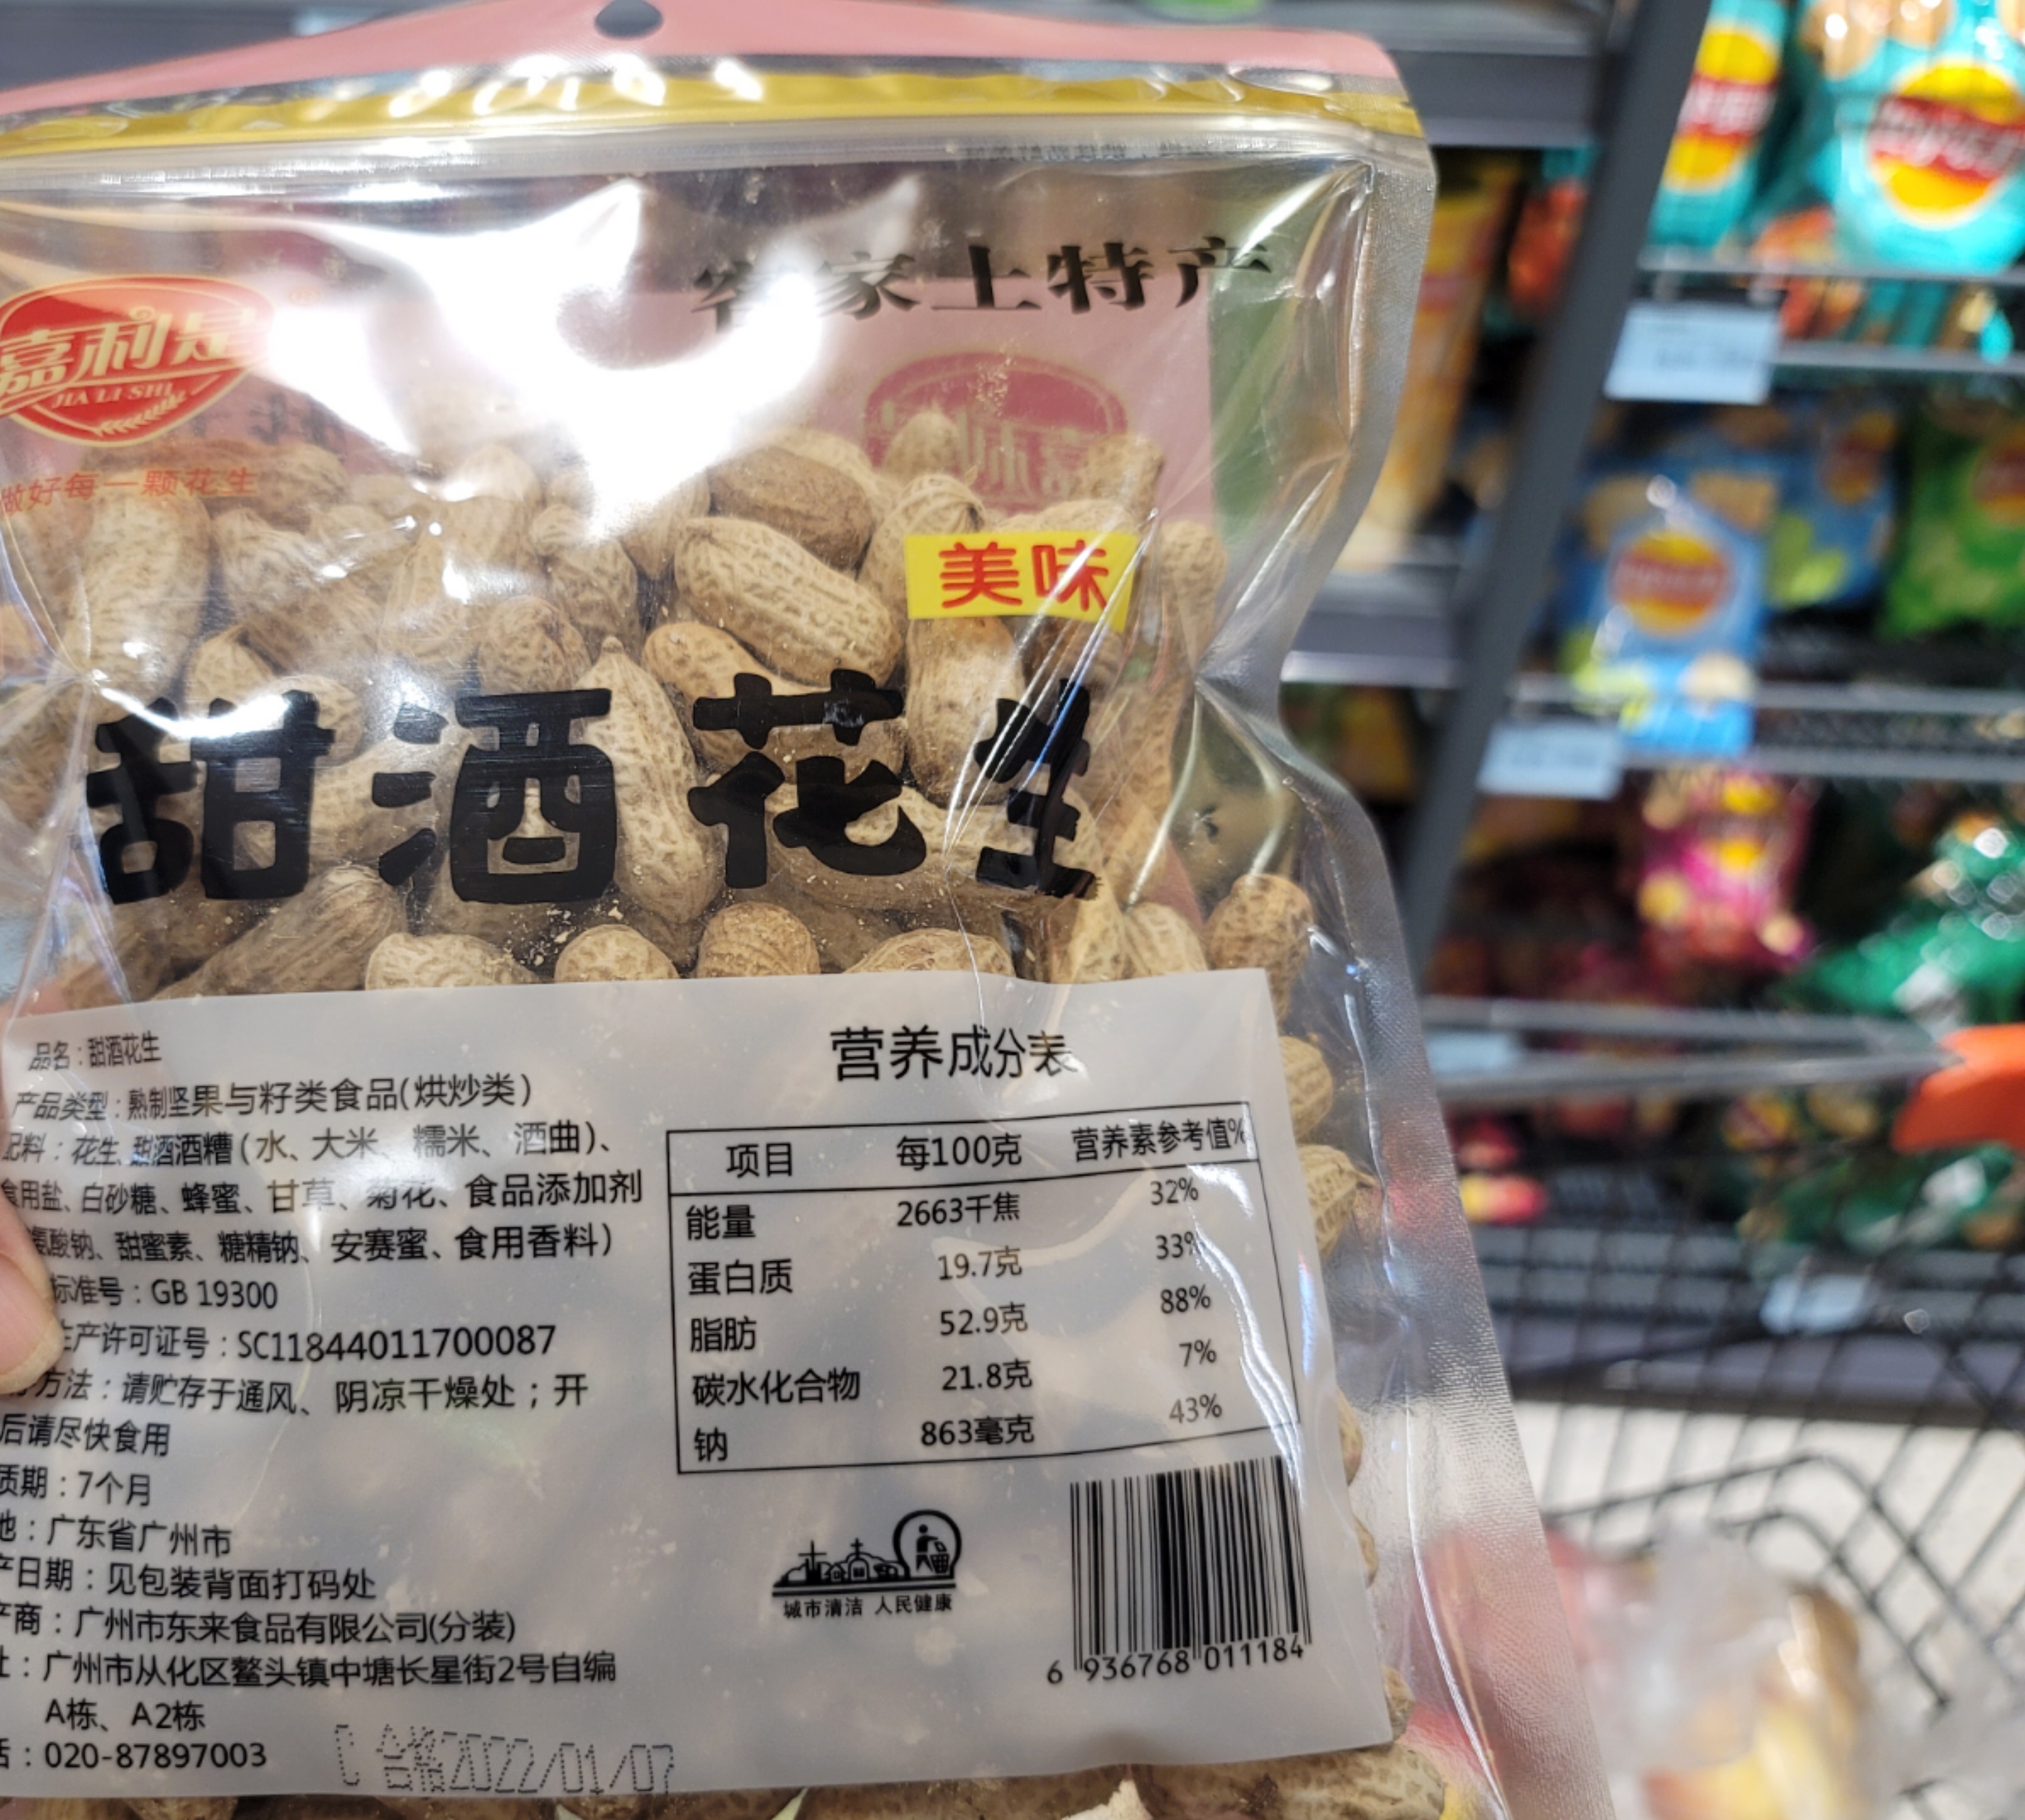 客家土特产
嘉利是
JIA LI SHI
做好每一颗花生
美味
甜酒花生
品名：甜酒花生
产品类型：熟制坚果与籽类食品(烘炒类)
配料：花生、甜酒酒糟(水、大米、糯米、酒曲)、
食用盐、白砂糖、蜂蜜、甘草、菊花、食品添加剂
氨酸钠、甜蜜素、糖精钠、安赛蜜、食用香料)
标准号：GB 19300
生产许可证号：SC11844011700087
方法：请贮存于通风、阴凉干燥处；开
后请尽快食用
质期：7个月
地：广东省广州市
产日期：见包装背面打码处
产商：广州市东来食品有限公司(分装)
址：广州市从化区鳌头镇中塘长星街2号自编
A栋、A2栋
话：020-87897003
合格2022/01/07
营养成分表
项目 每100克 营养素参考值%
能量 2663千焦 32%
蛋白质 19.7克 33%
脂肪 52.9克 88%
碳水化合物 21.8克 7%
钠 863毫克 43%
城市清洁 人民健康
6 936768 011184